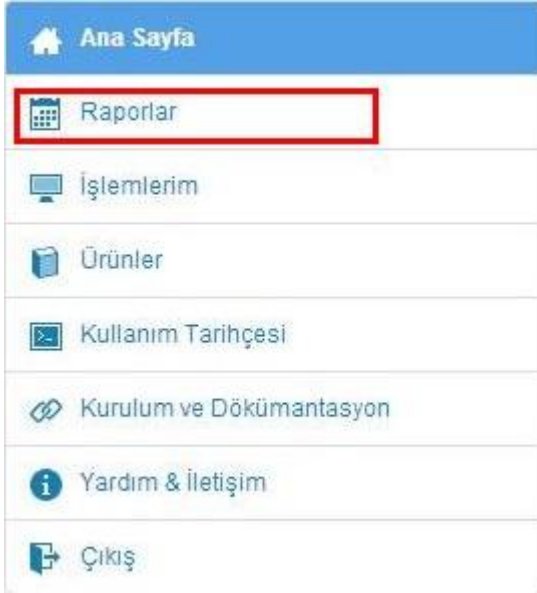 Ana Sayfa
Raporlar
İşlemlerim
Ürünler
Kullanım Tarihçesi
Kurulum ve Dökümantasyon
Yardım & İletişim
Çıkış